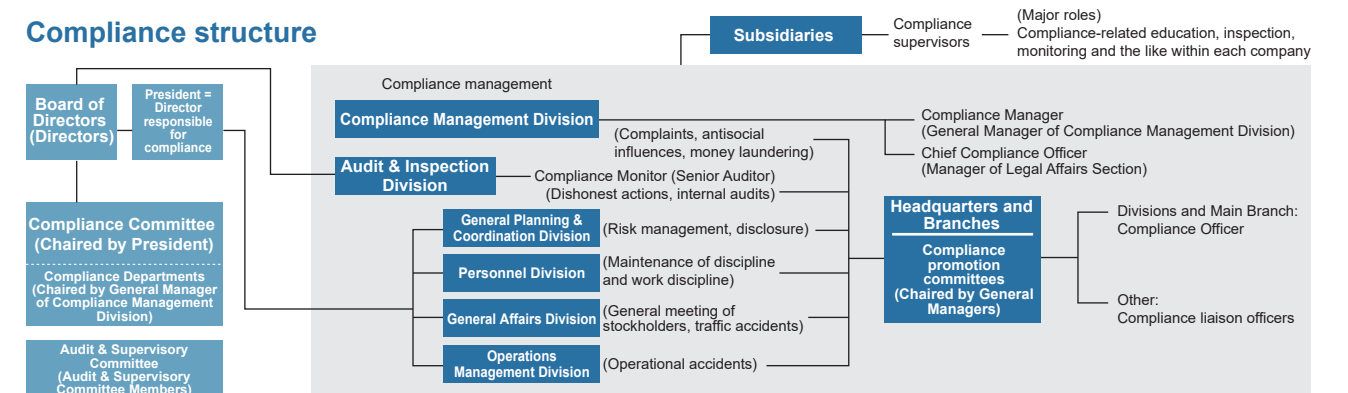 Compliance structure
Subsidiaries
Compliance
supervisors
(Major roles)
Compliance-related education, inspection,
monitoring and the like within each company
Board of
Directors
(Directors)
President =
Director
responsible
for
compliance
Compliance Committee
(Chaired by President)
Compliance Departments
(Chaired by General Manager
of Compliance Management
Division)
Audit & Supervisory
Committee
(Audit & Supervisory
Committee Members)
Compliance management
Compliance Management Division
(Complaints, antisocial
influences, money laundering)
Compliance Manager
(General Manager of Compliance Management Division)
Chief Compliance Officer
(Manager of Legal Affairs Section)
Audit & Inspection
Division
Compliance Monitor (Senior Auditor)
(Dishonest actions, internal audits)
General Planning &
Coordination Division
(Risk management, disclosure)
Personnel Division
(Maintenance of discipline
and work discipline)
General Affairs Division
(General meeting of
stockholders, traffic accidents)
Operations
Management Division
(Operational accidents)
Headquarters and
Branches
Compliance
promotion
committees
(Chaired by General
Managers)
Divisions and Main Branch:
Compliance Officer
Other:
Compliance liaison officers